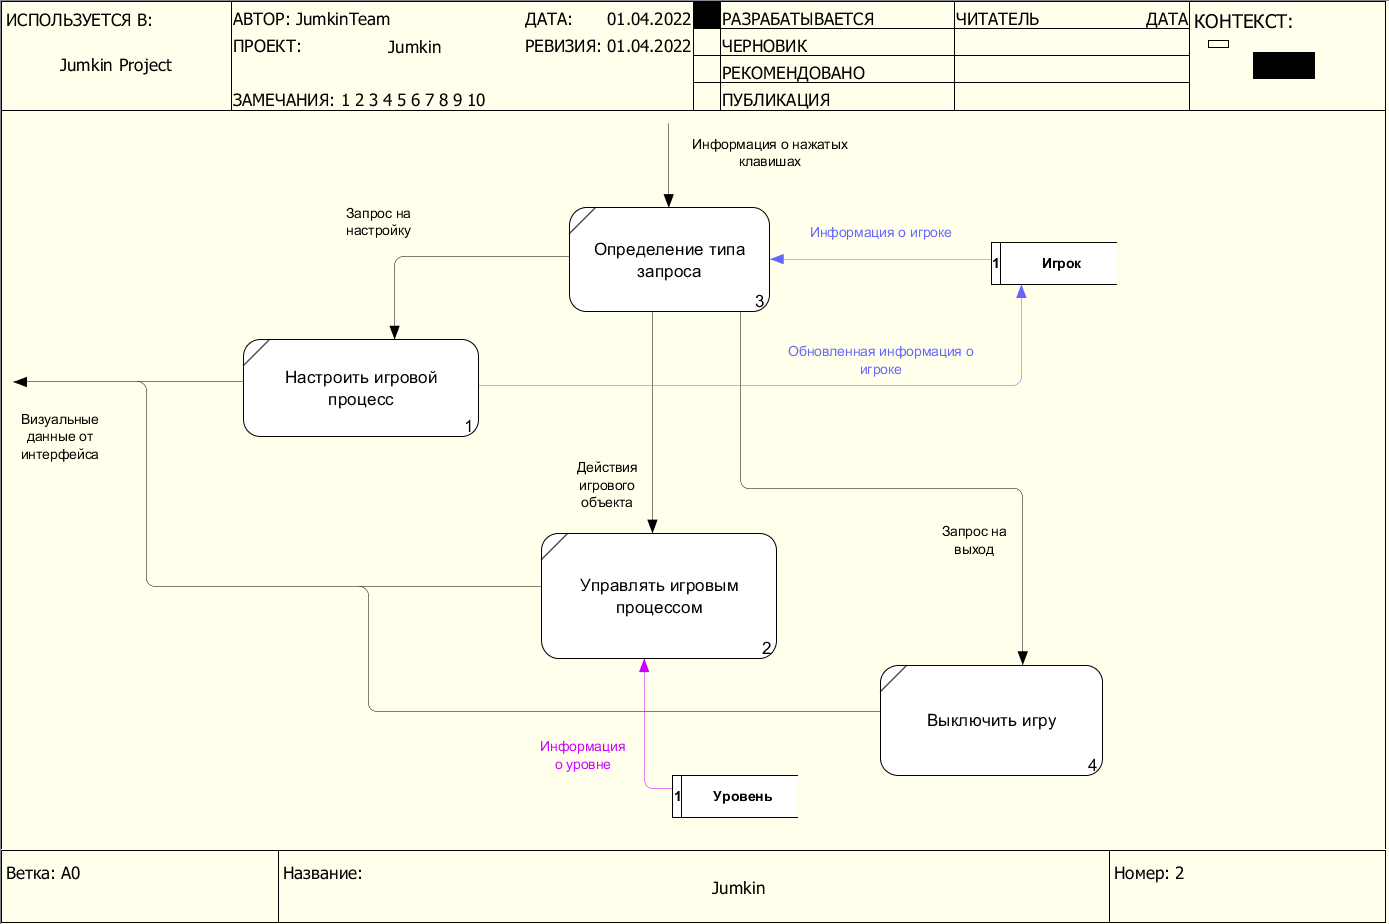 ИСПОЛЬЗУЕТСЯ В:
Jumkin Project
АВТОР: JumkinTeam
ДАТА: 01.04.2022
ПРОЕКТ: Jumkin
РЕВИЗИЯ: 01.04.2022
ЗАМЕЧАНИЯ: 1 2 3 4 5 6 7 8 9 10
РАЗРАБАТЫВАЕТСЯ
ЧЕРНОВИК
РЕКОМЕНДОВАНО
ПУБЛИКАЦИЯ
ЧИТАТЕЛЬ ДАТА
КОНТЕКСТ:
Информация о нажатых
клавишах
Запрос на
настройку
Определение типа
запроса
3
Информация о игроке
1 Игрок
Настроить игровой
процесс
1
Обновленная информация о
игроке
Визуальные
данные от
интерфейса
Действия
игрового
объекта
Запрос на
выход
Управлять игровым
процессом
2
Выключить игру
4
Информация
о уровне
1 Уровень
Ветка: A0
Название:
Jumkin
Номер: 2